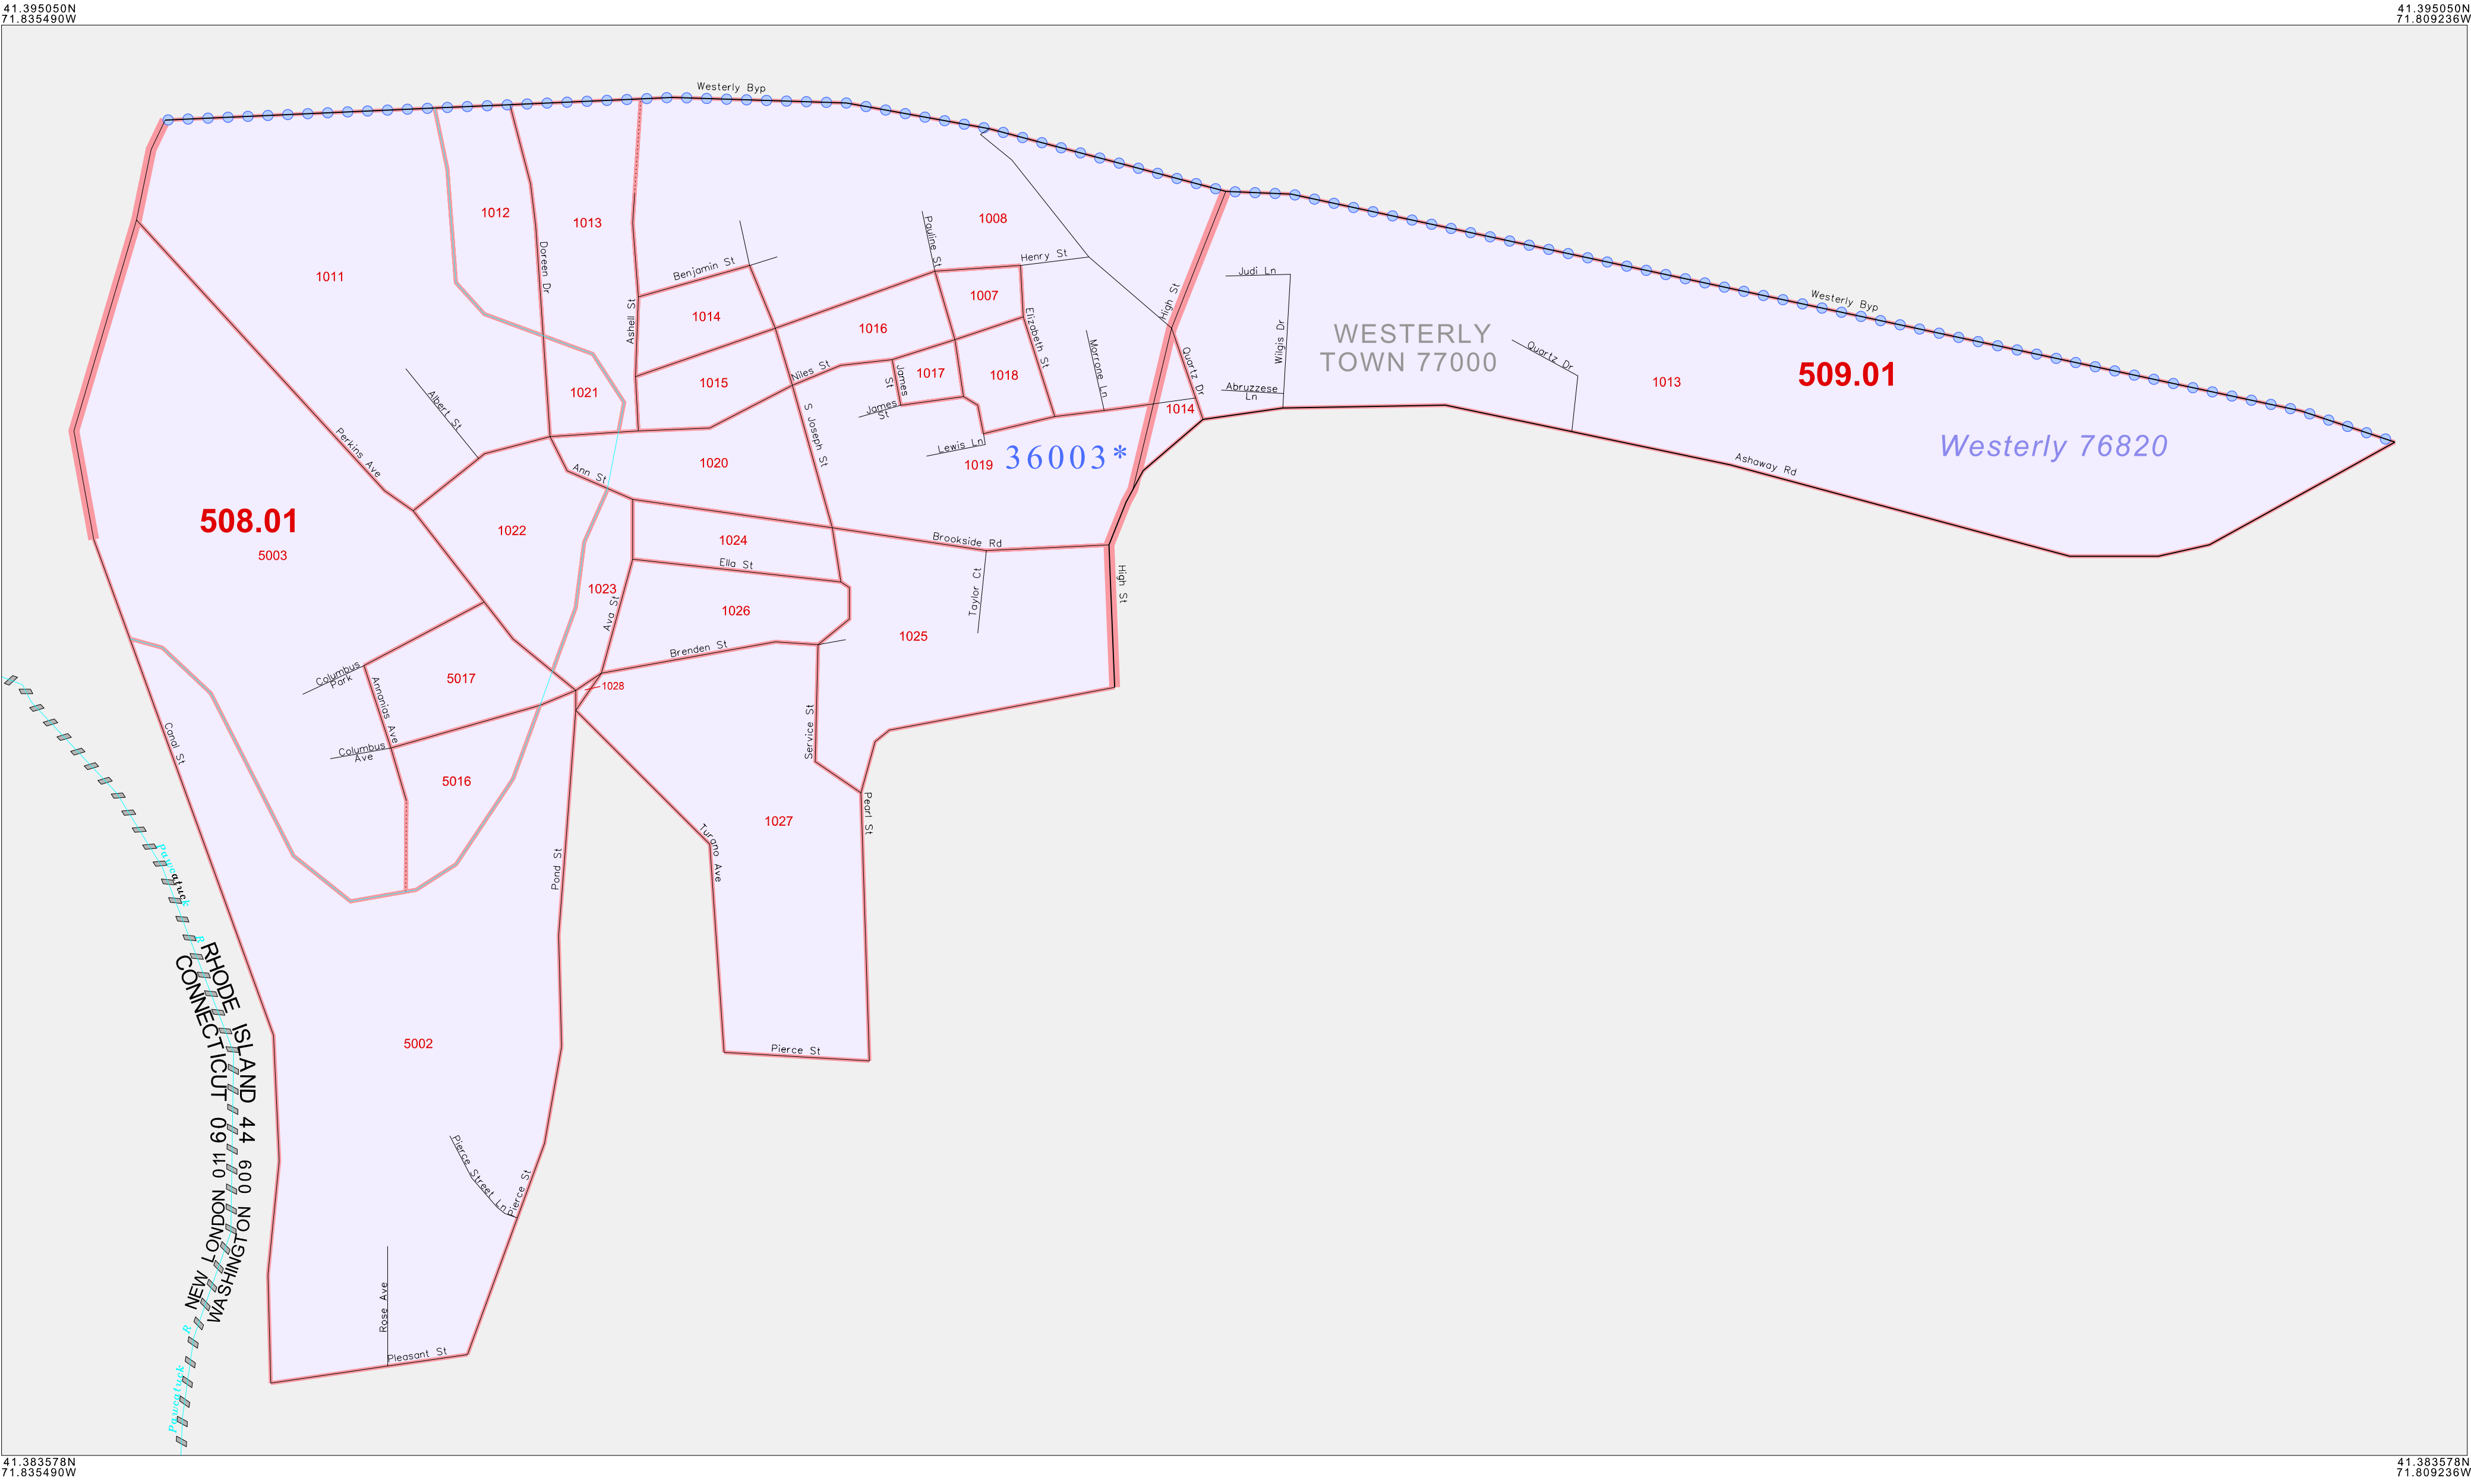 41.395050N
71.835490W
41.395050N
71.809236W
Westerly Byp
1012
1013
1008
1011
Doreen Dr
Pauline St
Henry St
Benjamin St
Judi Ln
High St
Westerly Byp
1007
Ashell St
1014
1016
Elizabeth St
WESTERLY
TOWN 77000
Wilgis Dr
Quartz Dr
Morrone Ln
Quartz Dr
509.01
1013
Niles St
James
St
1017
1018
1015
1021
Albert St
Abruzzese
Ln
James
St
1014
S Joseph St
Perkins Ave
Lewis Ln
36003*
Westerly 76820
1020
1019
Ashaway Rd
Ann St
508.01
1022
1024
Brookside Rd
5003
Ella St
1023
Taylor Ct
High St
Ava St
1026
1025
Brenden St
Columbus
Park
5017
1028
Annanias Ave
Service St
Canal St
Columbus
Ave
5016
1027
Pearl St
Turano Ave
Pond St
Pawcatuck
R
RHODE ISLAND 44
CONNECTICUT 09
5002
Pierce St
WASHINGTON 009
NEW LONDON 011
Pierce Street Ln
Pierce St
Rose Ave
R
Pleasant St
Pawcatuck
41.383578N
71.835490W
41.383578N
71.809236W